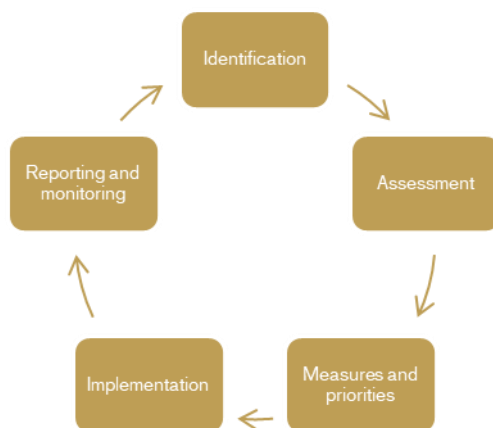 Identification
Assessment
Measures and
priorities
Implementation
Reporting and
monitoring